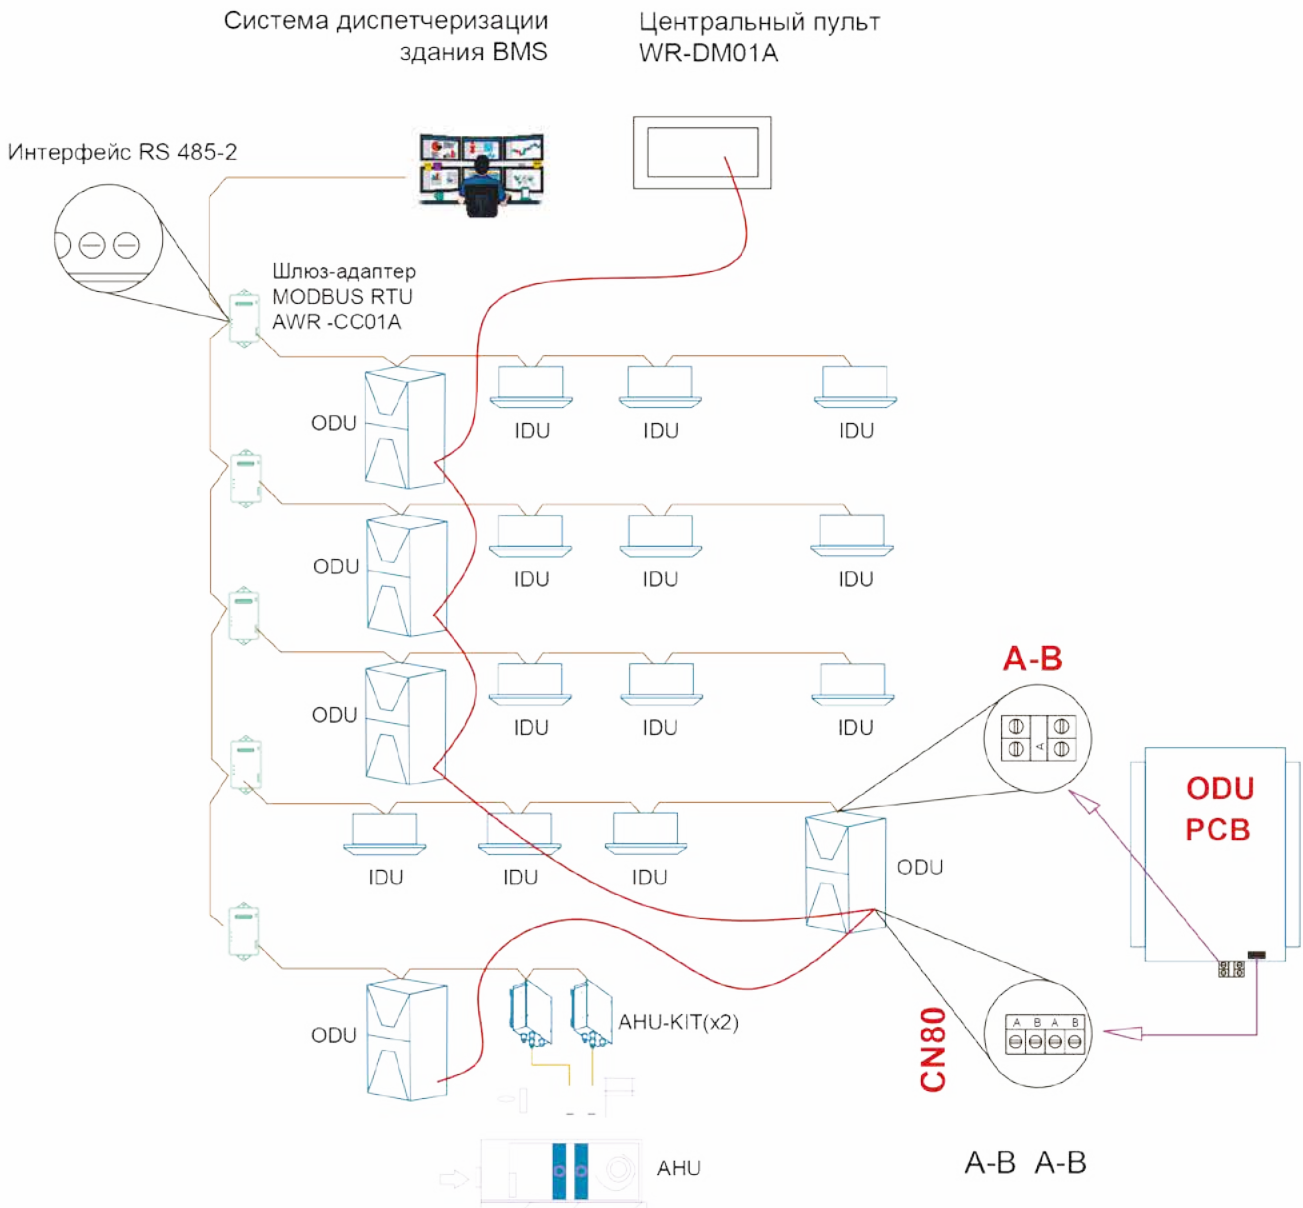 Система диспетчеризации
здания BMS
Центральный пульт
WR-DM01A
Интерфейс RS 485-2
Шлюз-адаптер
MODBUS RTU
AWR -CC01A
ODU
IDU
IDU
IDU
ODU
IDU
IDU
IDU
ODU
IDU
IDU
IDU
A-B
A
ODU
PCB
IDU
IDU
IDU
ODU
ODU
AHU-KIT(x2)
CN80
A B A B
AHU
A-B A-B